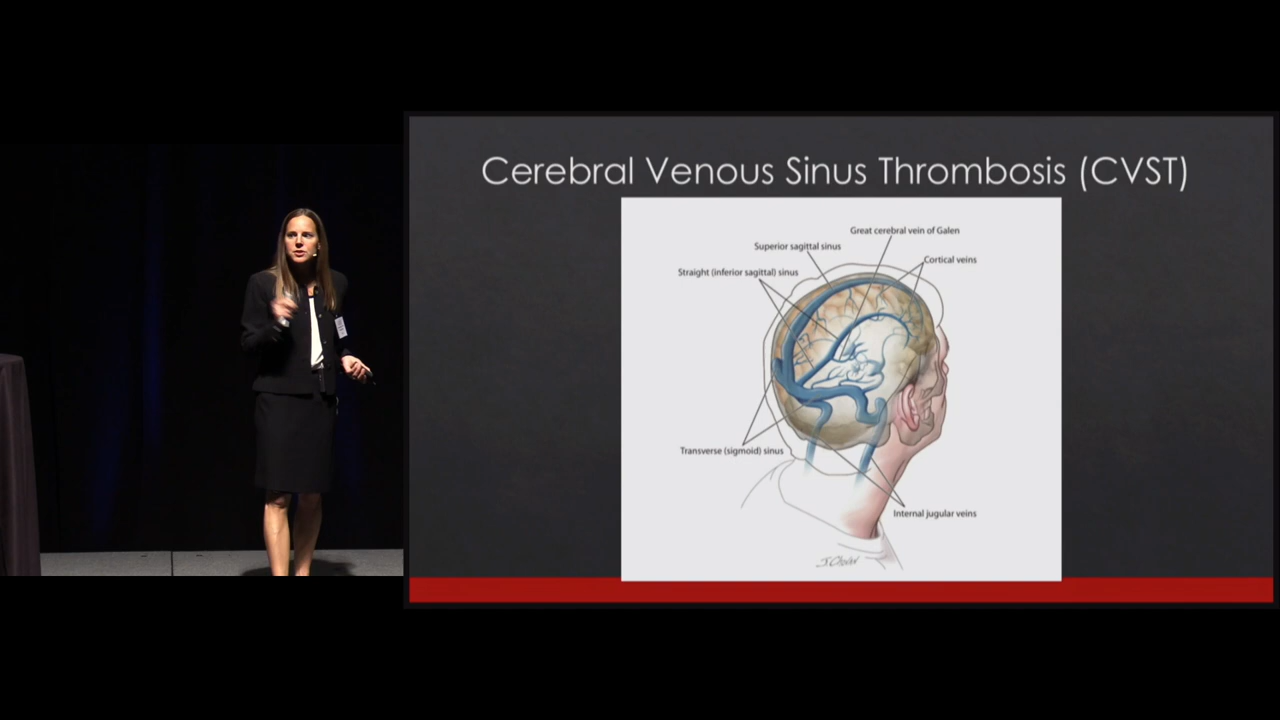 Cerebral Venous Sinus Thrombosis (CVST)
Great cerebral vein of Galen
Superior sagittal sinus
Cortical veins
Straight (inferior sagittal) sinus
Transverse (sigmoid) sinus
Internal jugular veins